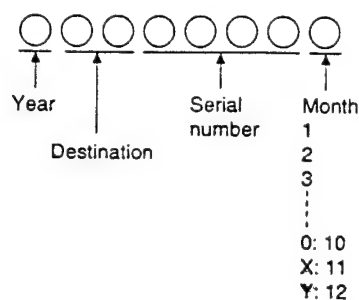 Year
Serial
number
Month
Destination
1
2
3
0: 10
X: 11
Y: 12